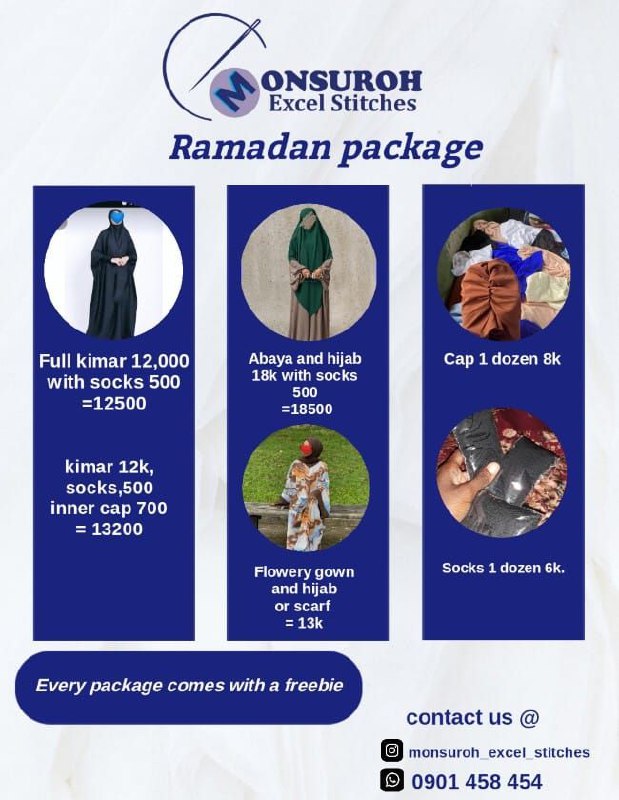 MONSUROH
Excel Stitches
Ramadan package
Full kimar 12,000
with socks 500
=12500
kimar 12k,
socks,500
inner cap 700
= 13200
Abaya and hijab
18k with socks
500
=18500
Flowery gown
and hijab
or scarf
= 13k
Cap 1 dozen 8k
Socks 1 dozen 6k.
Every package comes with a freebie
contact us @
monsuroh_excel_stitches
0901 458 454